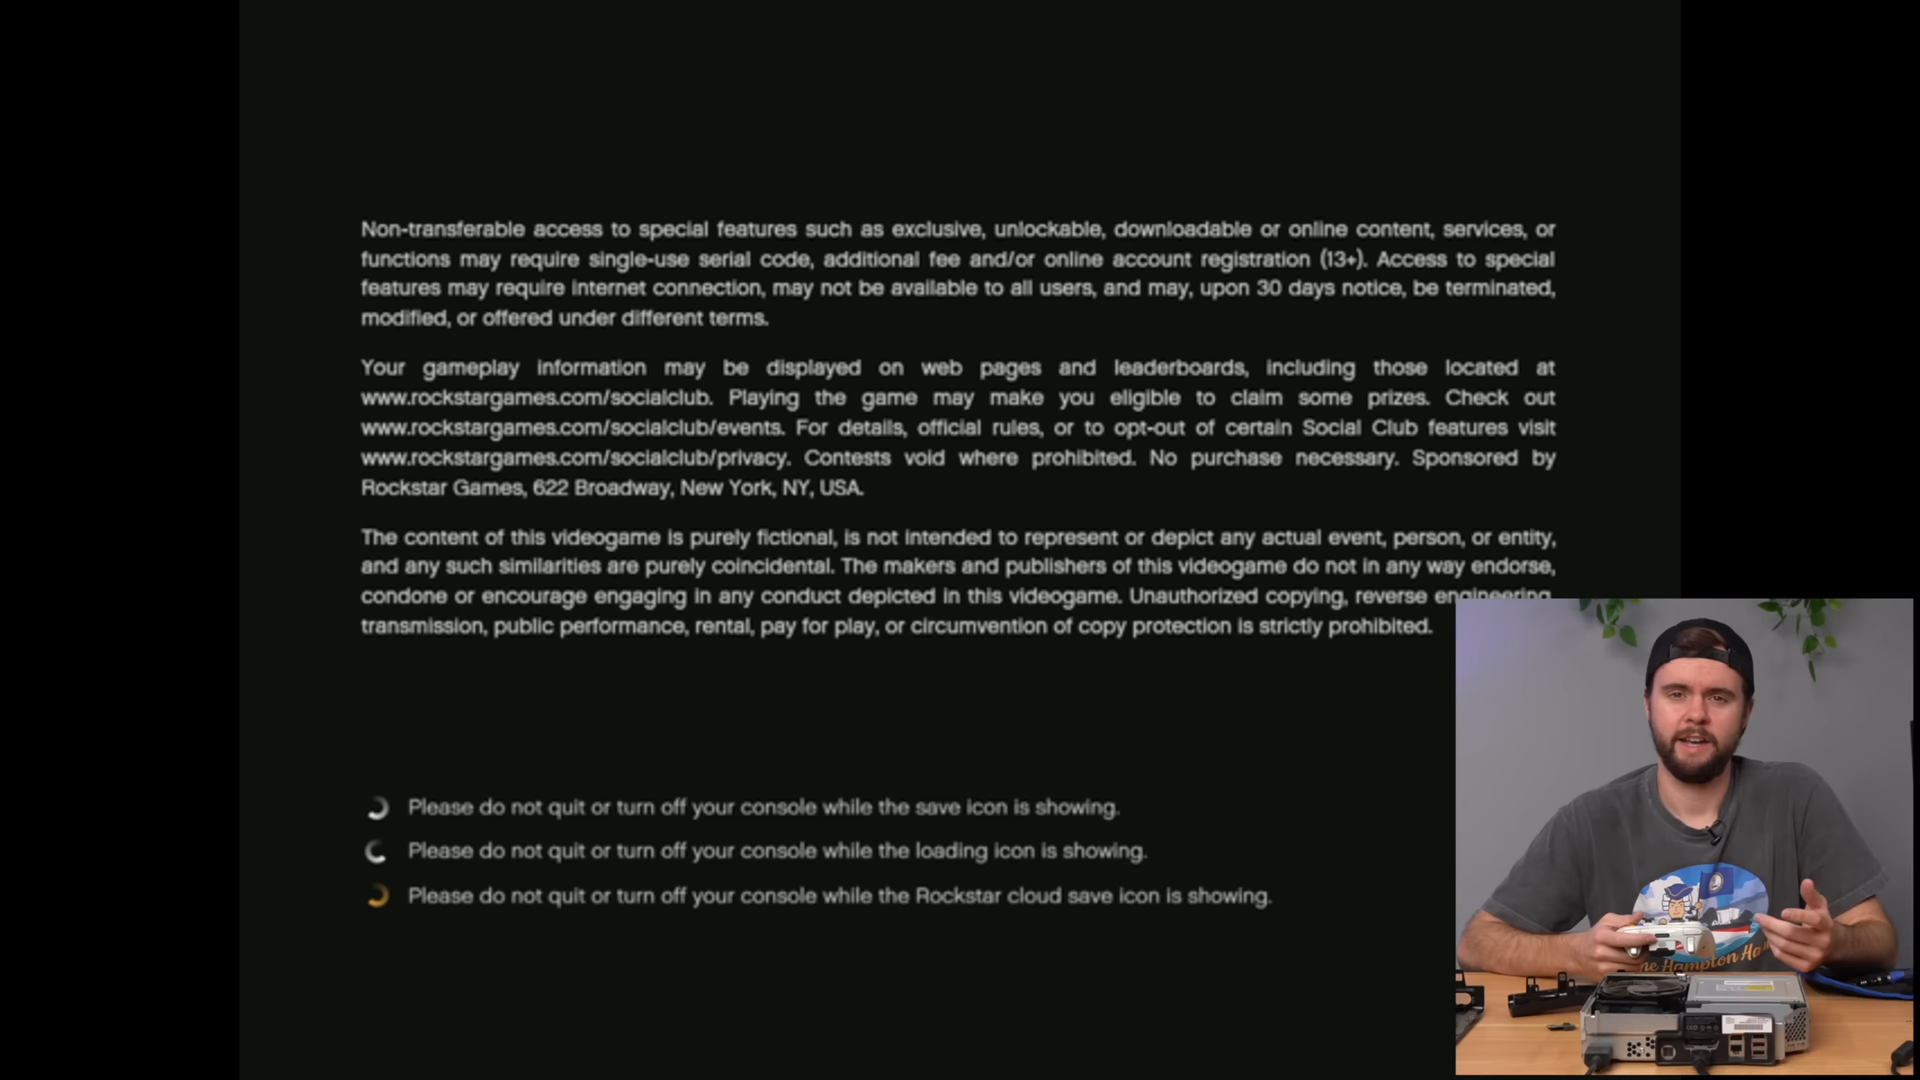 Non-transferable access to special features such as exclusive, unlockable, downloadable or online content, services, or
functions may require single-use serial code, additional fee and/or online account registration (13+). Access to special
features may require internet connection, may not be available to all users, and may, upon 30 days notice, be terminated,
modified, or offered under different terms.
Your gameplay information may be displayed on web pages and leaderboards, including those located at
www.rockstargames.com/socialclub. Playing the game may make you eligible to claim some prizes. Check out
www.rockstargames.com/socialclub/events. For details, official rules, or to opt-out of certain Social Club features visit
www.rockstargames.com/socialclub/privacy. Contests void where prohibited. No purchase necessary. Sponsored by
Rockstar Games, 622 Broadway, New York, NY, USA.
The content of this videogame is purely fictional, is not intended to represent or depict any actual event, person, or entity,
and any such similarities are purely coincidental. The makers and publishers of this videogame do not in any way endorse,
condone or encourage engaging in any conduct depicted in this videogame. Unauthorized copying, reverse engineering,
transmission, public performance, rental, pay for play, or circumvention of copy protection is strictly prohibited.
Please do not quit or turn off your console while the save icon is showing.
Please do not quit or turn off your console while the loading icon is showing.
Please do not quit or turn off your console while the Rockstar cloud save icon is showing.
Hampton